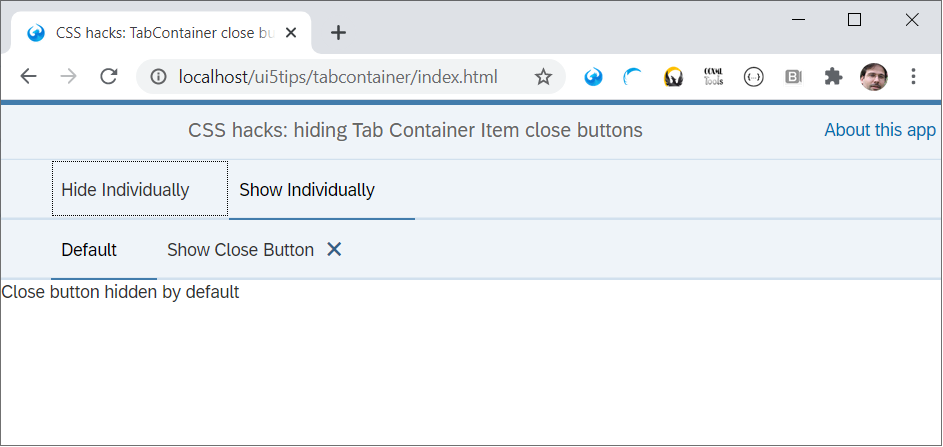 CSS hacks: TabContainer close bu
localhost/ui5tips/tabcontainer/index.html
CSS hacks: hiding Tab Container Item close buttons
About this app
Hide Individually
Show Individually
Default
Show Close Button
Close button hidden by default